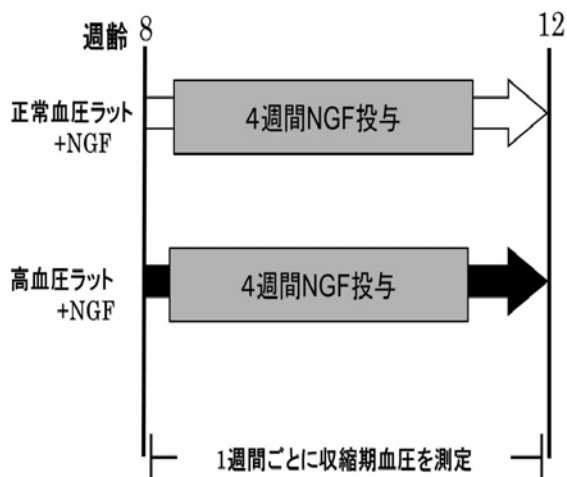 週齢 8 12
正常血圧ラット
+NGF
4週間NGF投与
高血圧ラット
+NGF
4週間NGF投与
1週間ごとに収縮期血圧を測定